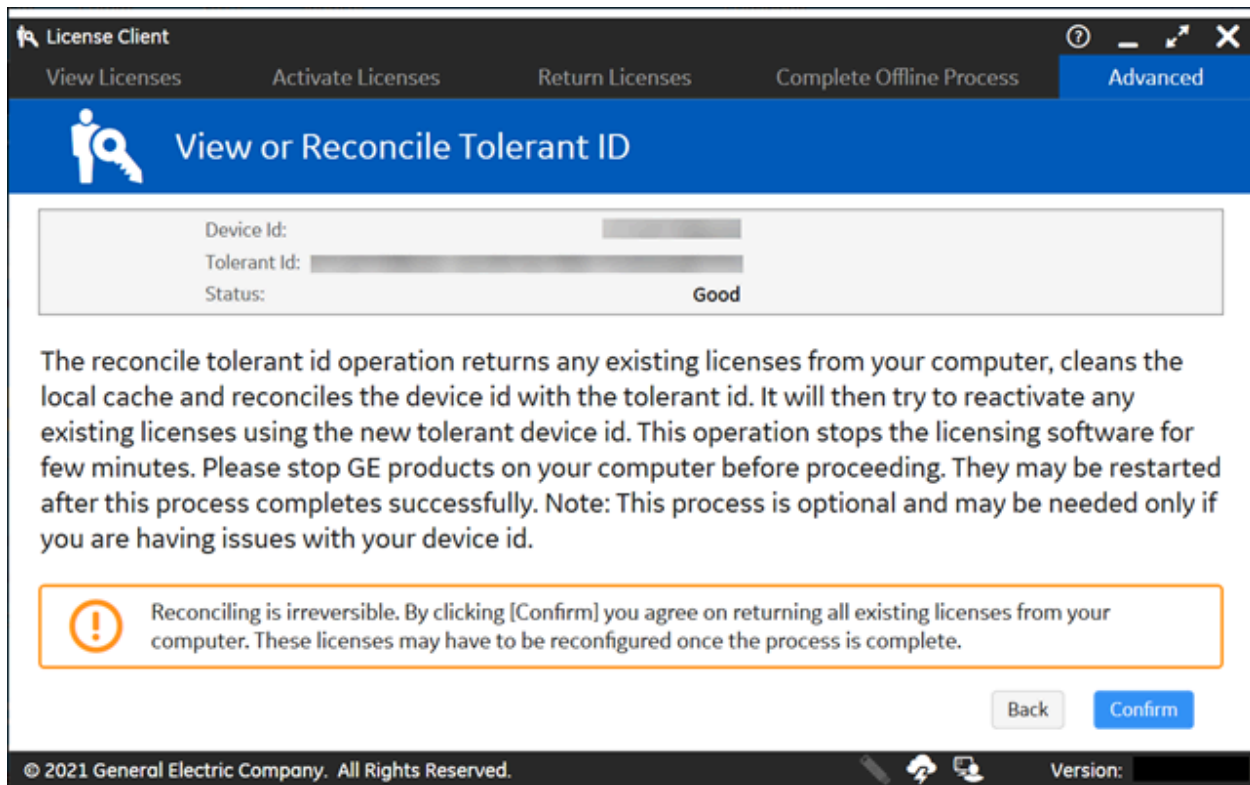 License Client
View Licenses Activate Licenses Return Licenses Complete Offline Process Advanced
View or Reconcile Tolerant ID
Device Id:
Tolerant Id:
Status: Good
The reconcile tolerant id operation returns any existing licenses from your computer, cleans the
local cache and reconciles the device id with the tolerant id. It will then try to reactivate any
existing licenses using the new tolerant device id. This operation stops the licensing software for
few minutes. Please stop GE products on your computer before proceeding. They may be restarted
after this process completes successfully. Note: This process is optional and may be needed only if
you are having issues with your device id.
Reconciling is irreversible. By clicking [Confirm] you agree on returning all existing licenses from your
computer. These licenses may have to be reconfigured once the process is complete.
Back Confirm
© 2021 General Electric Company. All Rights Reserved. Version: